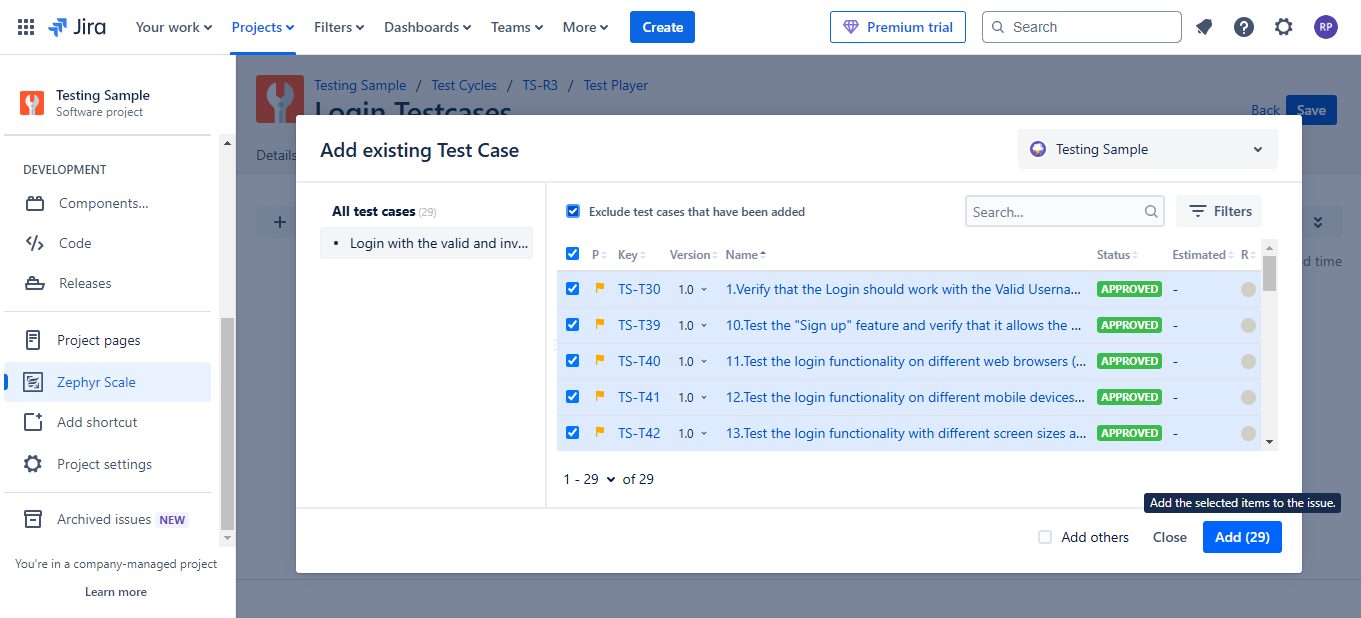 Jira Your work Projects Filters Dashboards Teams More Create Premium trial Search RP
Testing Sample
Software project
DEVELOPMENT
Components...
Code
Releases
Project pages
Zephyr Scale
Add shortcut
Project settings
Archived issues NEW
You're in a company-managed project
Learn more
Testing Sample / Test Cycles / TS-R3 / Test Player
Login Testcases
Back Save
Details
+
d time
Add existing Test Case
Testing Sample
All test cases (29)
• Login with the valid and inv...
Exclude test cases that have been added
Search...
Filters
P Key Version Name Status Estimated R
TS-T30 1.0 1.Verify that the Login should work with the Valid Userna... APPROVED -
TS-T39 1.0 10.Test the "Sign up" feature and verify that it allows the ... APPROVED -
TS-T40 1.0 11.Test the login functionality on different web browsers (... APPROVED -
TS-T41 1.0 12.Test the login functionality on different mobile devices... APPROVED -
TS-T42 1.0 13.Test the login functionality with different screen sizes a... APPROVED -
1 - 29 of 29
Add the selected items to the issue.
Add others Close Add (29)